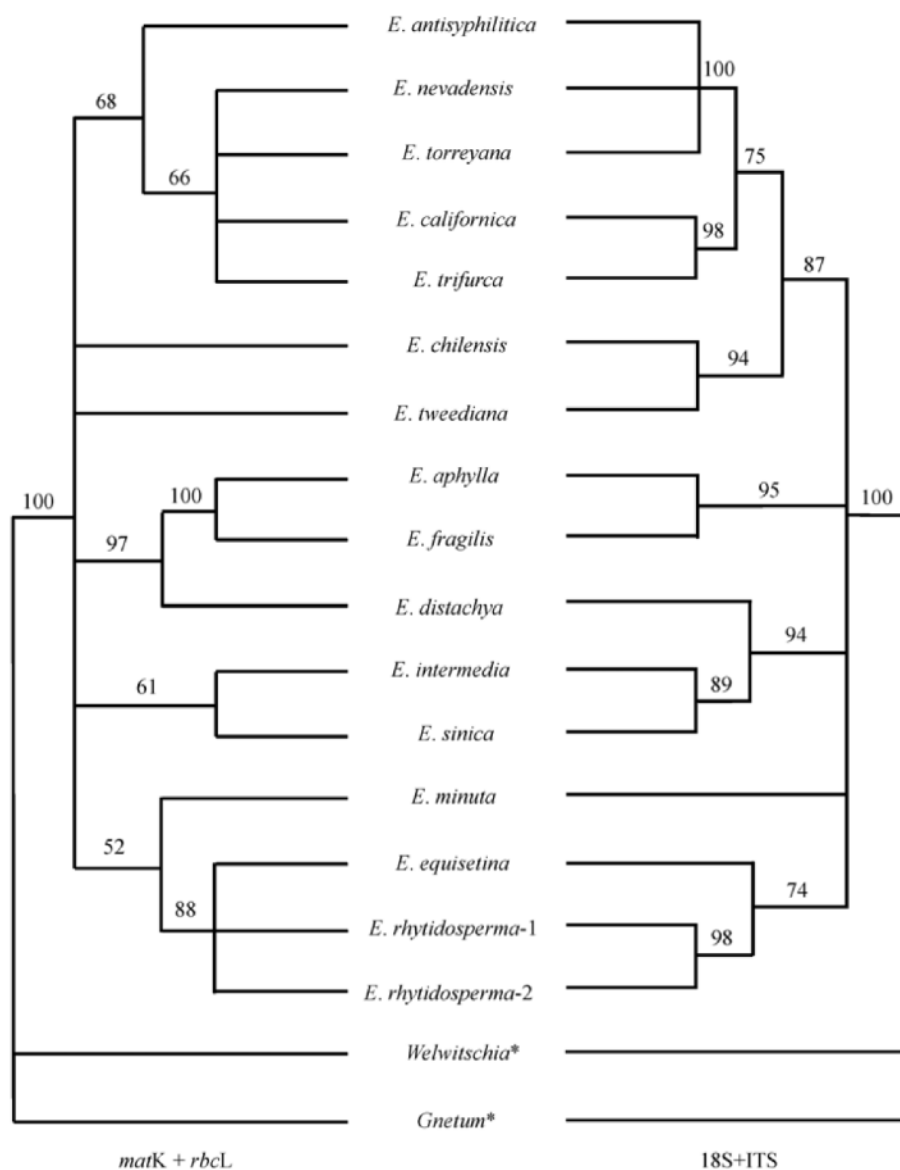 E. antisyphilitica
100
E. nevadensis
68
E. torreyana
75
66
E. californica
98
E. trifurca
87
E. chilensis
94
E. tweediana
E. aphylla
100
100
95
100
E. fragilis
97
E. distachya
94
E. intermedia
61
89
E. sinica
E. minuta
52
E. equisetina
74
88
E. rhytidosperma-1
98
E. rhytidosperma-2
Welwitschia*
Gnetum*
matK + rbcL
18S+ITS